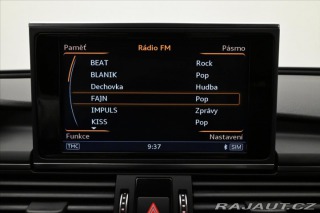 Paměť Rádio FM Pásmo
BEAT Rock
BLANIK Pop
Dechovka Hudba
FAJN Pop
IMPULS Zprávy
KISS Pop
Funkce Nastavení
TMC 9:37 SIM
RAJAUT.CZ